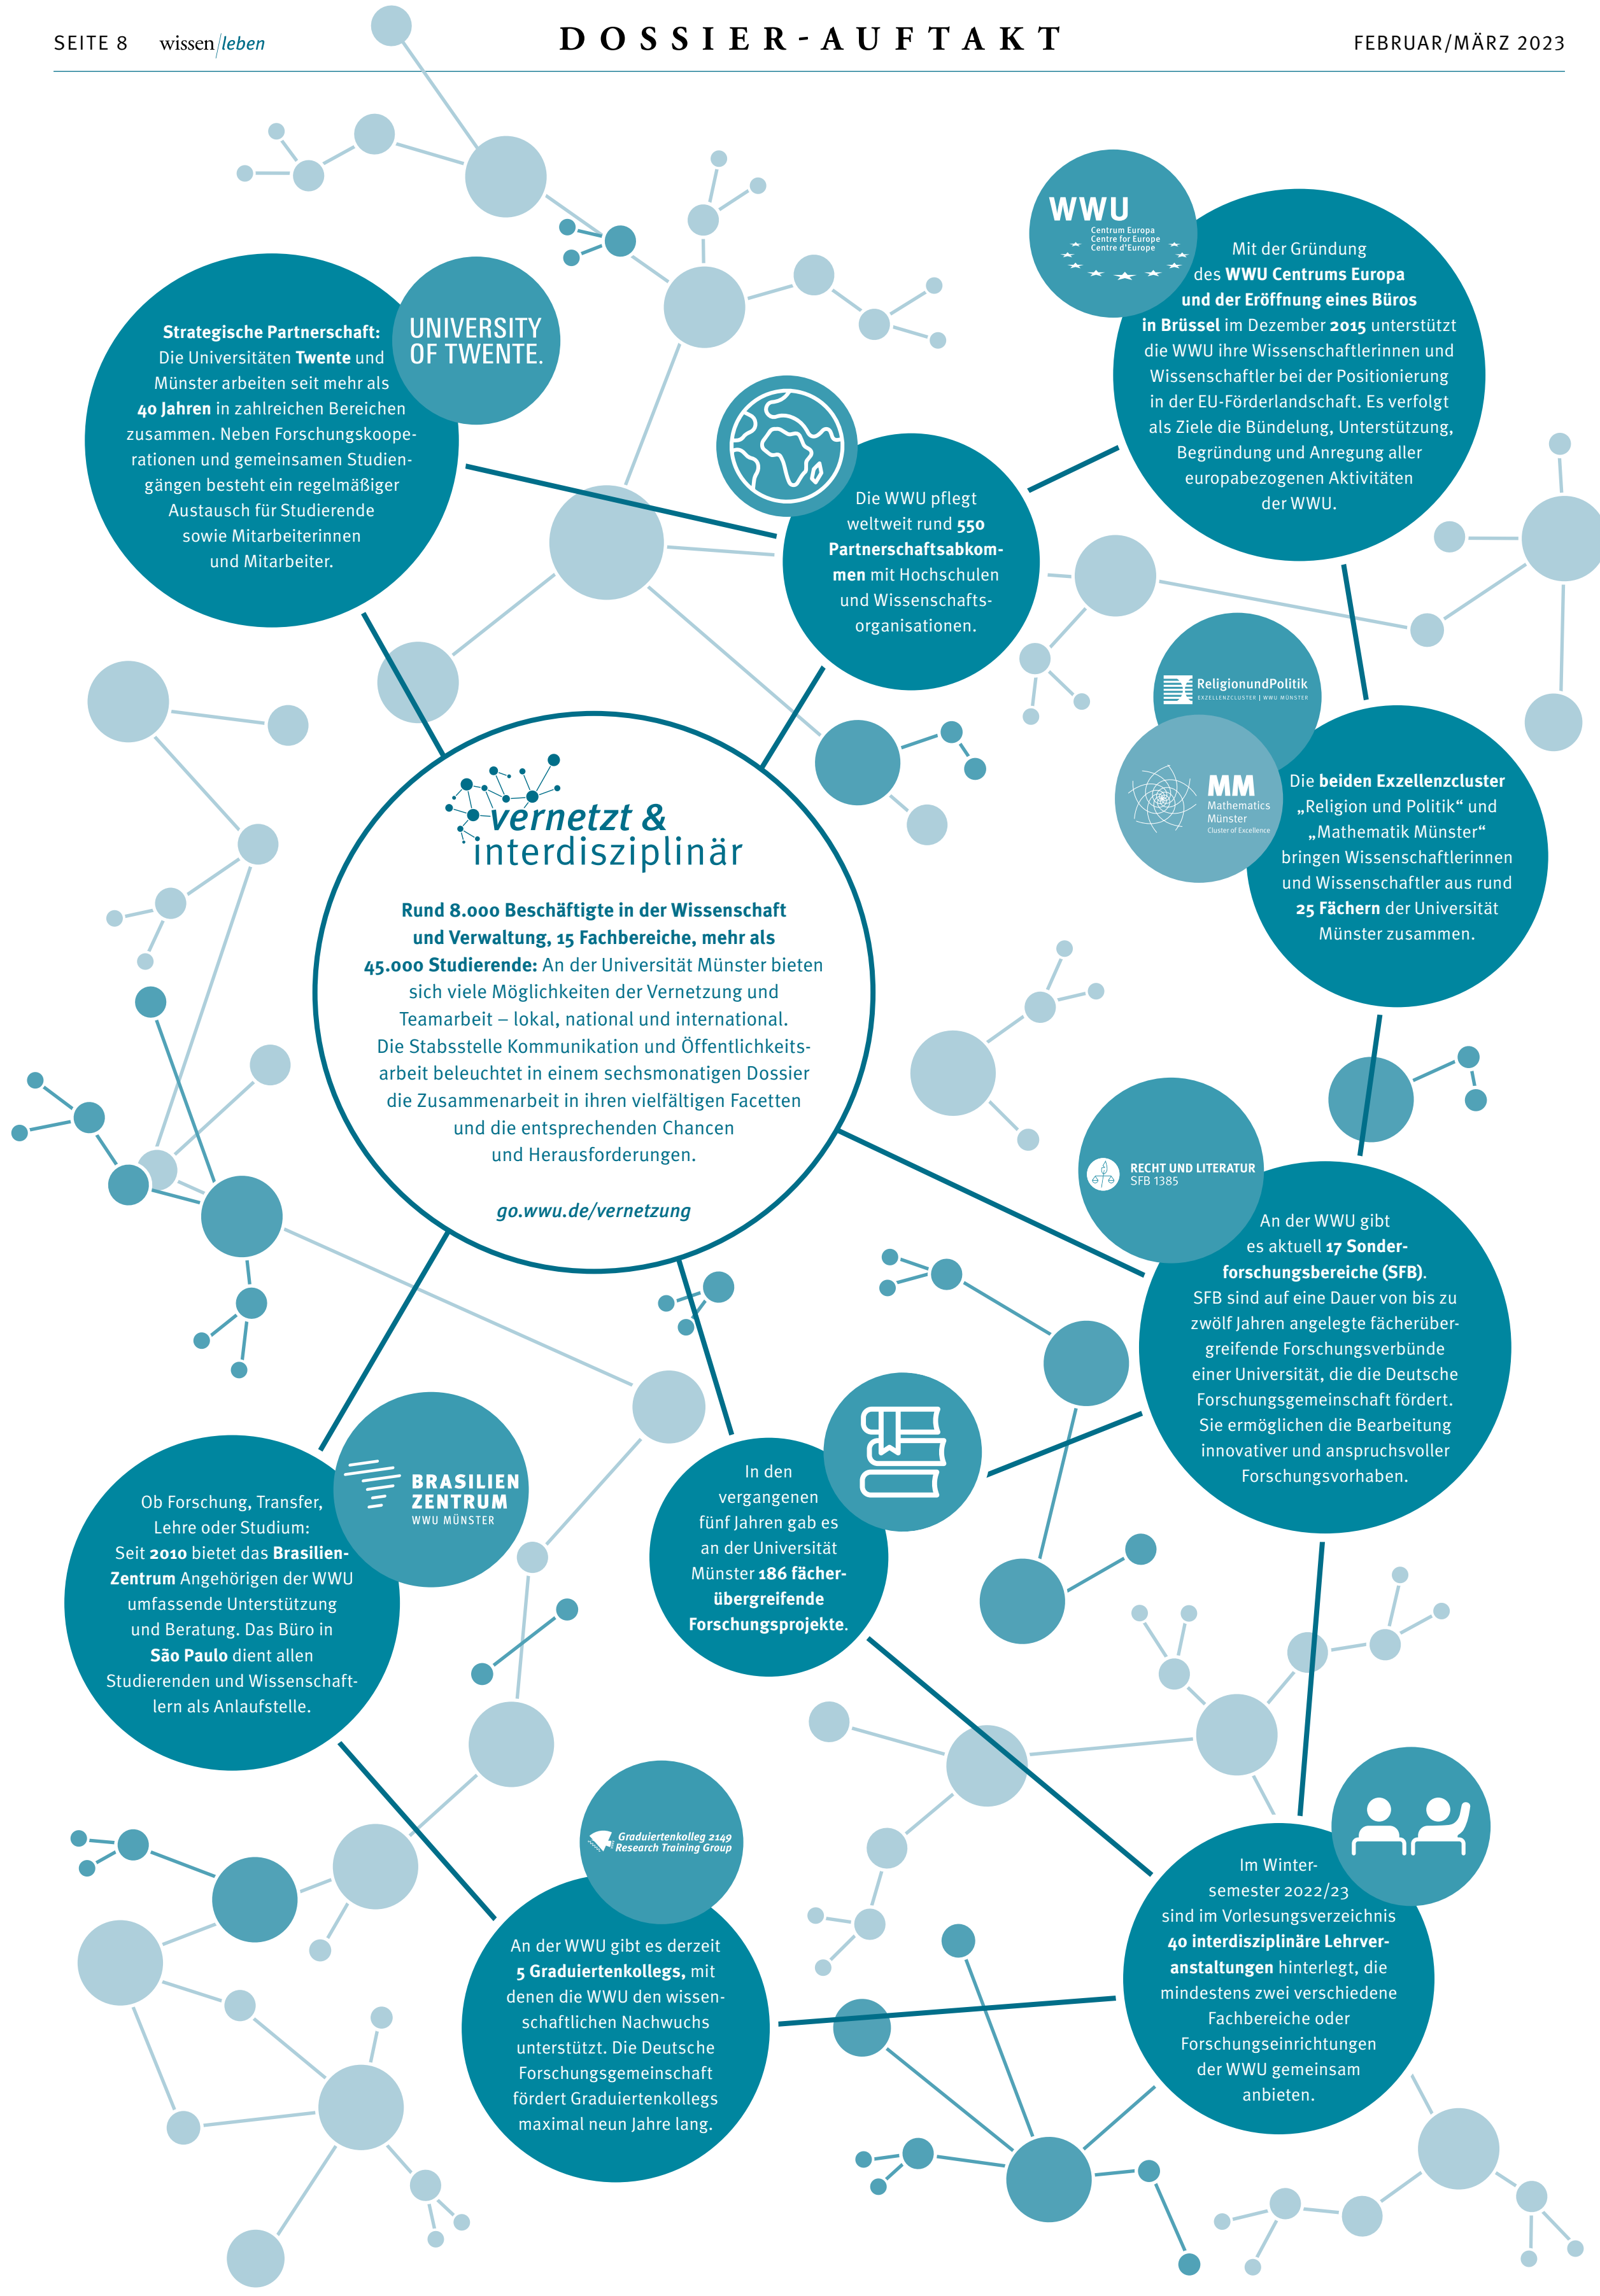 SEITE 8
wissen/leben
DOSSIER-AUFTAKT
FEBRUAR/MÄRZ 2023
UNIVERSITY
OF TWENTE.
Strategische Partnerschaft:
Die Universitäten Twente und
Münster arbeiten seit mehr als
40 Jahren in zahlreichen Bereichen
zusammen. Neben Forschungskoope-
rationen und gemeinsamen Studien-
gängen besteht ein regelmäßiger
Austausch für Studierende
sowie Mitarbeiterinnen
und Mitarbeiter.
Die WWU pflegt
weltweit rund 550
Partnerschaftsabkom-
men mit Hochschulen
und Wissenschafts-
organisationen.
WWU
Centrum Europa
Centre for Europe
Centre d'Europe
Mit der Gründung
des WWU Centrums Europa
und der Eröffnung eines Büros
in Brüssel im Dezember 2015 unterstützt
die WWU ihre Wissenschaftlerinnen und
Wissenschaftler bei der Positionierung
in der EU-Förderlandschaft. Es verfolgt
als Ziele die Bündelung, Unterstützung,
Begründung und Anregung aller
europabezogenen Aktivitäten
der WWU.
ReligionundPolitik
EXZELLENZCLUSTER | WWU MÜNSTER
MM
Mathematics
Münster
Cluster of Excellence
Die beiden Exzellenzcluster
„Religion und Politik“ und
„Mathematik Münster“
bringen Wissenschaftlerinnen
und Wissenschaftler aus rund
25 Fächern der Universität
Münster zusammen.
vernetzt &
interdisziplinär
Rund 8.000 Beschäftigte in der Wissenschaft
und Verwaltung, 15 Fachbereiche, mehr als
45.000 Studierende: An der Universität Münster bieten
sich viele Möglichkeiten der Vernetzung und
Teamarbeit – lokal, national und international.
Die Stabsstelle Kommunikation und Öffentlichkeits-
arbeit beleuchtet in einem sechsmonatigen Dossier
die Zusammenarbeit in ihren vielfältigen Facetten
und die entsprechenden Chancen
und Herausforderungen.
go.wwu.de/vernetzung
RECHT UND LITERATUR
SFB 1385
An der WWU gibt
es aktuell 17 Sonder-
forschungsbereiche (SFB).
SFB sind auf eine Dauer von bis zu
zwölf Jahren angelegte fächerüber-
greifende Forschungsverbünde
einer Universität, die die Deutsche
Forschungsgemeinschaft fördert.
Sie ermöglichen die Bearbeitung
innovativer und anspruchsvoller
Forschungsvorhaben.
BRASILIEN
ZENTRUM
WWU MÜNSTER
Ob Forschung, Transfer,
Lehre oder Studium:
Seit 2010 bietet das Brasilien-
Zentrum Angehörigen der WWU
umfassende Unterstützung
und Beratung. Das Büro in
São Paulo dient allen
Studierenden und Wissenschaft-
lern als Anlaufstelle.
In den
vergangenen
fünf Jahren gab es
an der Universität
Münster 186 fächer-
übergreifende
Forschungsprojekte.
Graduiertenkolleg 2149
Research Training Group
An der WWU gibt es derzeit
5 Graduiertenkollegs, mit
denen die WWU den wissen-
schaftlichen Nachwuchs
unterstützt. Die Deutsche
Forschungsgemeinschaft
fördert Graduiertenkollegs
maximal neun Jahre lang.
Im Winter-
semester 2022/23
sind im Vorlesungsverzeichnis
40 interdisziplinäre Lehrver-
anstaltungen hinterlegt, die
mindestens zwei verschiedene
Fachbereiche oder
Forschungseinrichtungen
der WWU gemeinsam
anbieten.